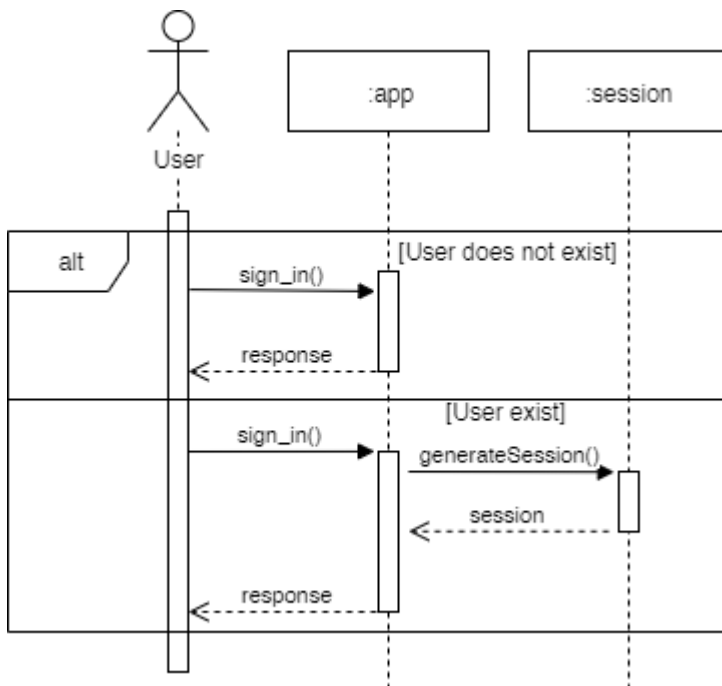 User
:app
:session
alt
[User does not exist]
sign_in()
response
[User exist]
sign_in()
generateSession()
session
response